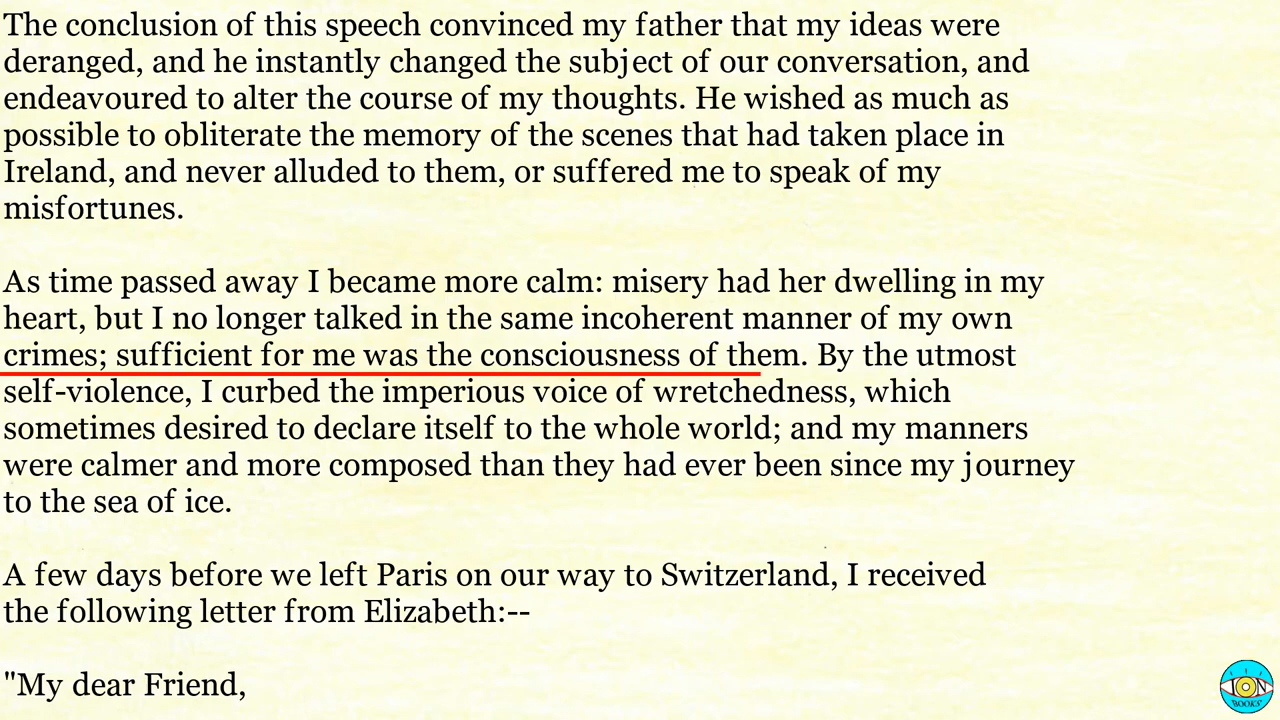 The conclusion of this speech convinced my father that my ideas were
deranged, and he instantly changed the subject of our conversation, and
endeavoured to alter the course of my thoughts. He wished as much as
possible to obliterate the memory of the scenes that had taken place in
Ireland, and never alluded to them, or suffered me to speak of my
misfortunes.
As time passed away I became more calm: misery had her dwelling in my
heart, but I no longer talked in the same incoherent manner of my own
crimes; sufficient for me was the consciousness of them. By the utmost
self-violence, I curbed the imperious voice of wretchedness, which
sometimes desired to declare itself to the whole world; and my manners
were calmer and more composed than they had ever been since my journey
to the sea of ice.
A few days before we left Paris on our way to Switzerland, I received
the following letter from Elizabeth:--
"My dear Friend,
ION
BOOKS